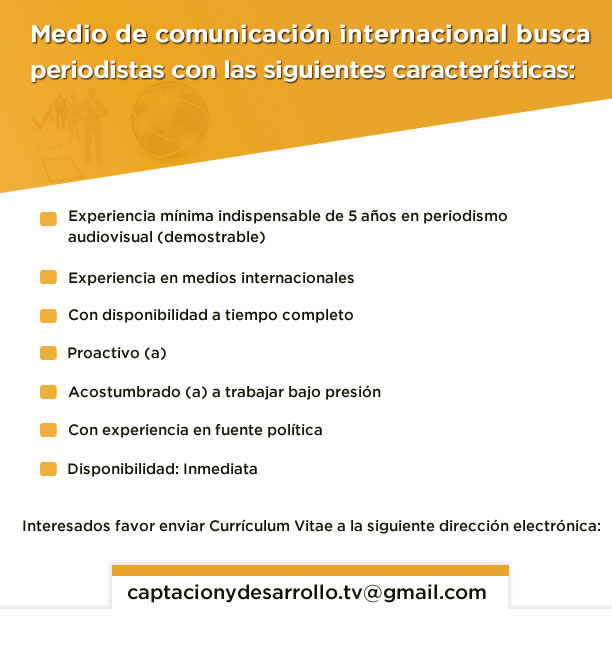 Medio de comunicación internacional busca
periodistas con las siguientes características:
Experiencia mínima indispensable de 5 años en periodismo
audiovisual (demostrable)
Experiencia en medios internacionales
Con disponibilidad a tiempo completo
Proactivo (a)
Acostumbrado (a) a trabajar bajo presión
Con experiencia en fuente política
Disponibilidad: Inmediata
Interesados favor enviar Currículum Vitae a la siguiente dirección electrónica:
captacionydesarrollo.tv@gmail.com